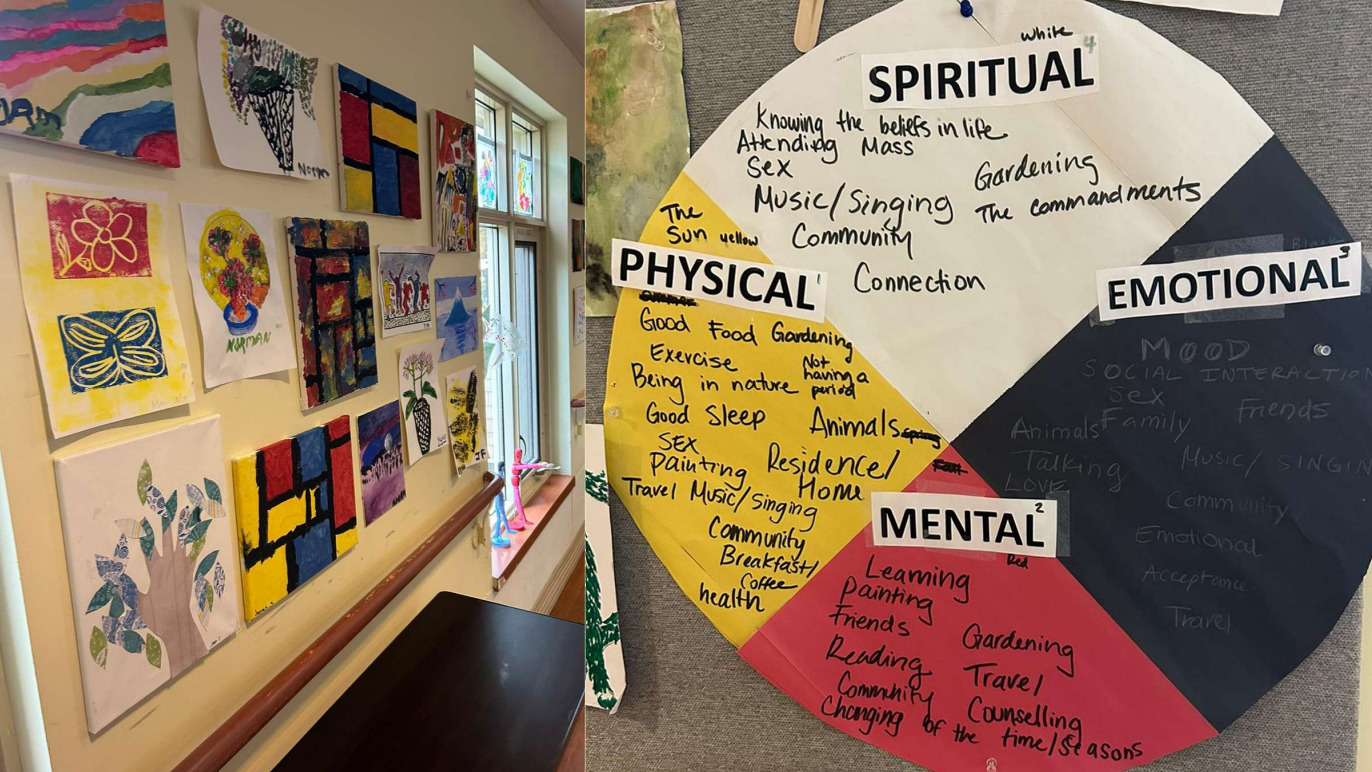 Norm
NORMAN
white
SPIRITUAL 4
Knowing the beliefs in life
Attending Mass
Sex
Gardening
Music/Singing
The commandments
Community
Connection
The
Sun yellow
PHYSICAL 1
Good Food Gardening
Exercise
Not
having a
period
Being in nature
Good Sleep
Animals
SEX
Painting
Residence/
Home
Travel Music/Singing
Community
Breakfast/
Coffee
health
EMOTIONAL 3
MOOD
SOCIAL INTERACTION
Sex
Family
Friends
Animals
Talking
Music/SINGIN
LOVE
Community
Emotional
Acceptance
Travel
MENTAL 2
Red
Learning
Painting
Friends
Gardening
Reading
Travel
Community
Counselling
Changing of the time/seasons